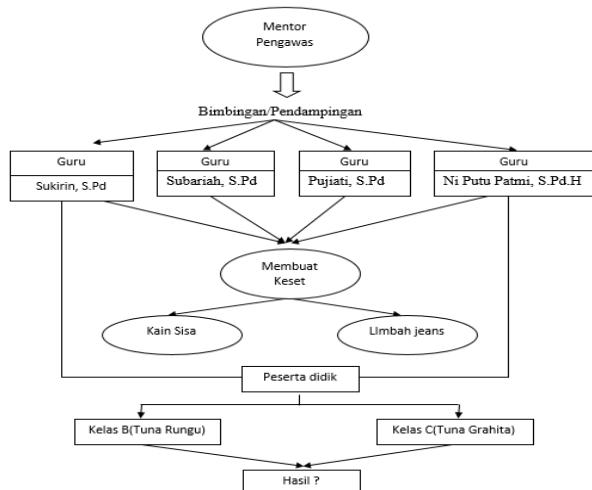 Mentor
Pengawas
Bimbingan/Pendampingan
Guru
Sukirin, S.Pd
Guru
Subariah, S.Pd
Guru
Pujiati, S.Pd
Guru
Ni Putu Patmi, S.Pd.H
Membuat
Keset
Kain Sisa
LImbah jeans
Peserta didik
Kelas B(Tuna Rungu)
Kelas C(Tuna Grahita)
Hasil ?